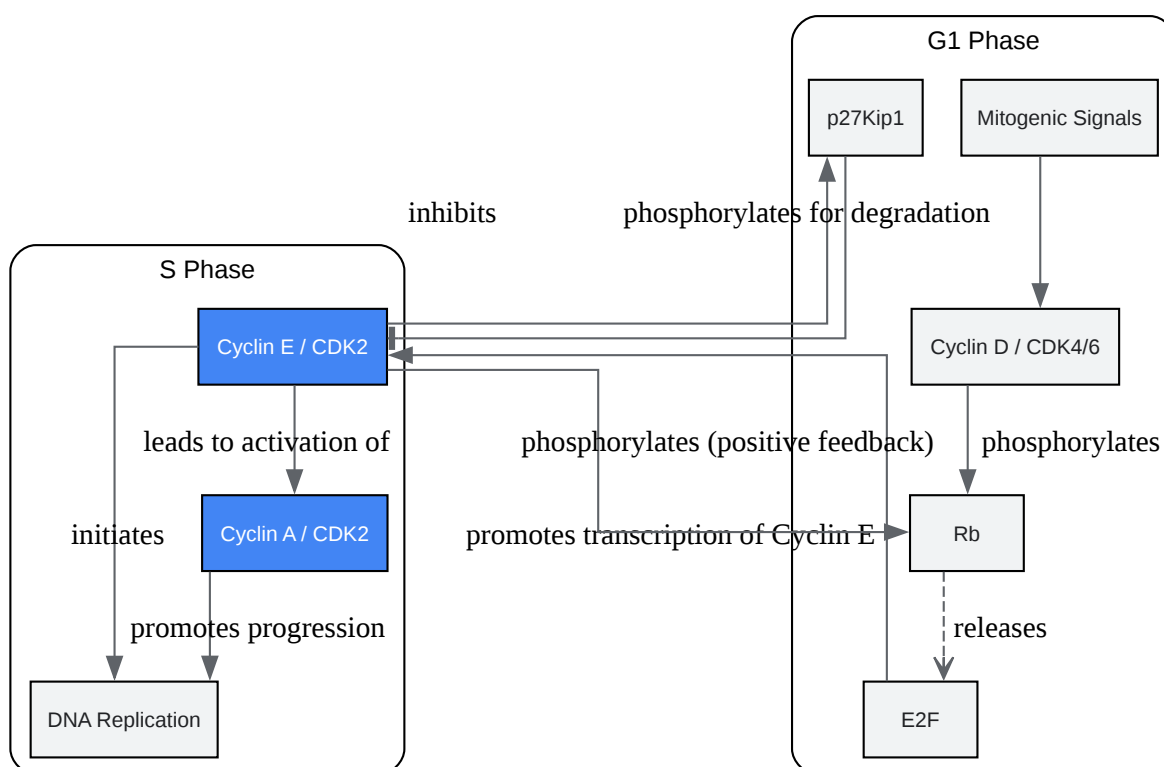 G1 Phase
p27Kip1
Mitogenic Signals
inhibits
phosphorylates for degradation
S Phase
Cyclin E / CDK2
Cyclin D / CDK4/6
leads to activation of
phosphorylates (positive feedback)
phosphorylates
Cyclin A / CDK2
initiates
promotes transcription of Cyclin E
Rb
promotes progression
releases
DNA Replication
E2F